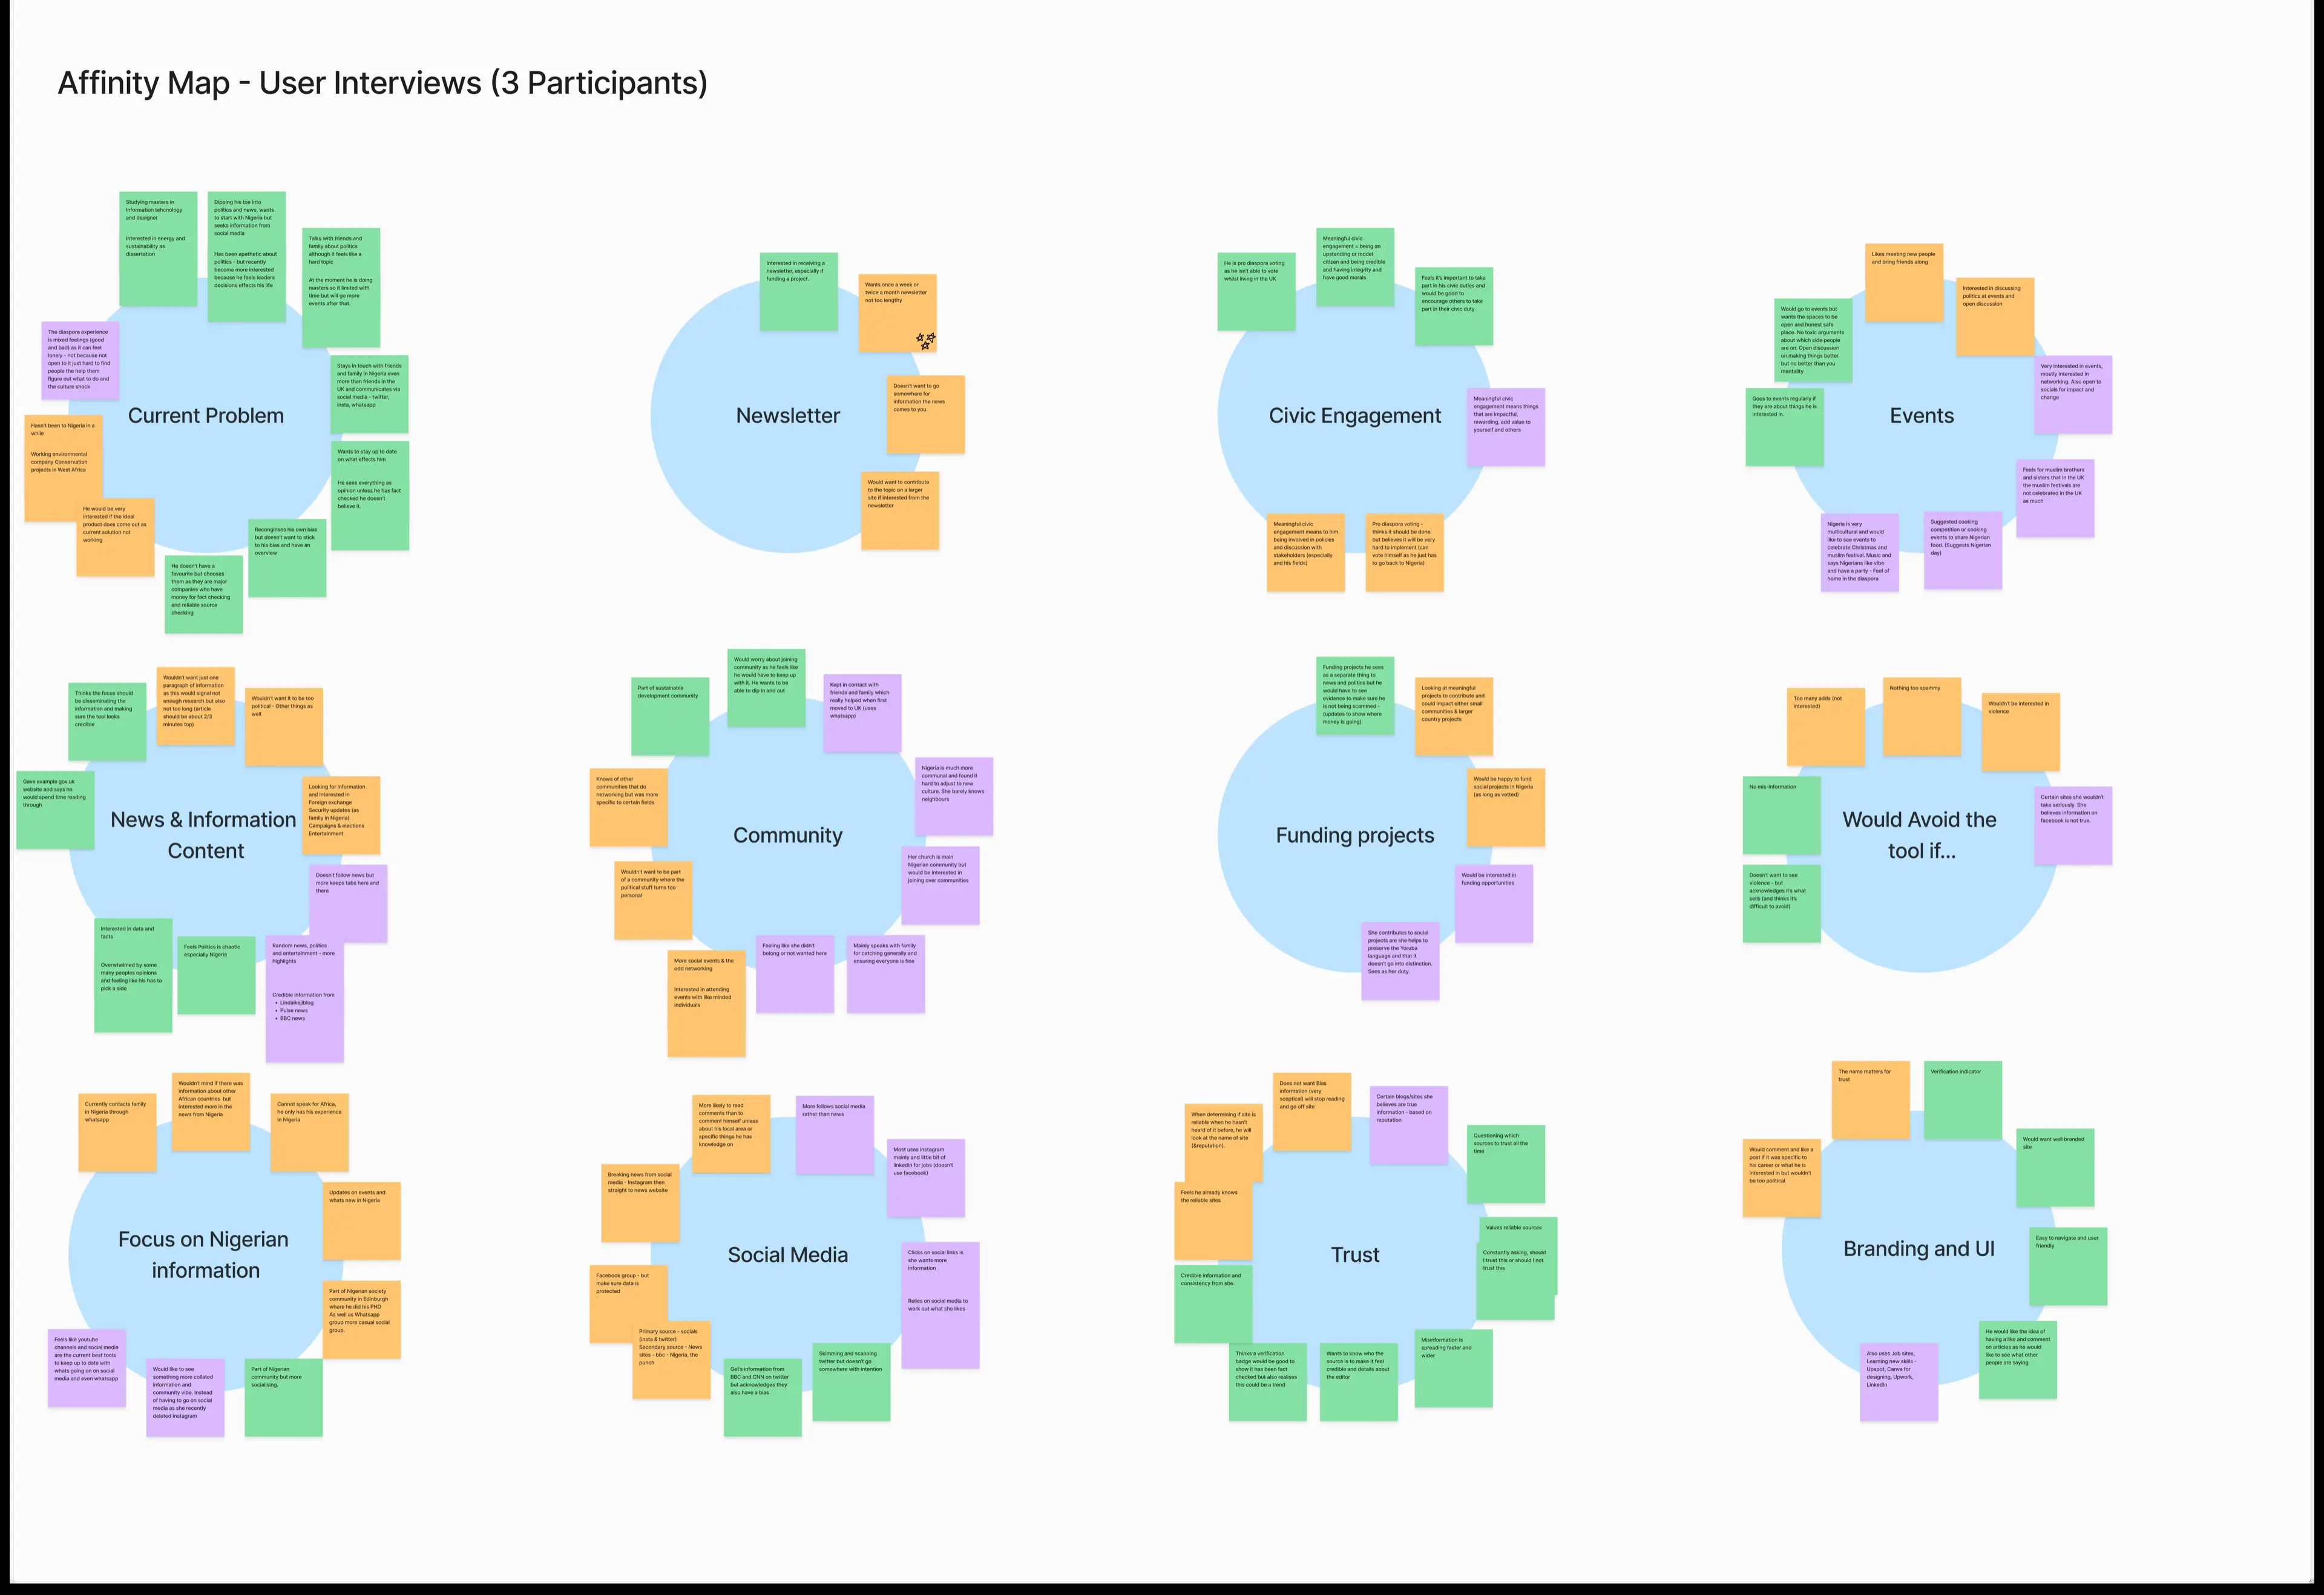 Affinity Map - User Interviews (3 Participants)
Studying masters in
information tehcnology
and designer
Interested in energy and
sustainability as
dissertation
Dipping his toe into
politics and news, wants
to start with Nigeria but
seeks information from
social media
Has been apathetic about
politics - but recently
become more interested
because he feels leaders
decisions effects his life
Talks with friends and
family about poltics
although it feels like a
hard topic
At the moment he is doing
masters so it limited with
time but will go more
events after that.
The diaspora experience
is mixed feelings (good
and bad) as it can feel
lonely - not because not
open to it just hard to find
people the help them
figure out what to do and
the culture shock
Stays in touch with friends
and family in Nigeria even
more than friends in the
UK and communicates via
social media - twitter,
insta, whatsapp
Current Problem
Hasn't been to Nigeria in a
while
Working environmental
company Conservation
projects in West Africa
Wants to stay up to date
on what effects him
He sees everything as
opinion unless he has fact
checked he doesn't
believe it.
He would be very
interested if the ideal
product does come out as
current solution not
working
Reconginses his own bias
but doesn't want to stick
to his bias and have an
overview
He doesn't have a
favourite but chooses
them as they are major
companies who have
money for fact checking
and reliable source
checking
Interested in receiving a
newsletter, especially if
funding a project.
Wants once a week or
twice a month newsletter
not too lengthy
Newsletter
Doesn't want to go
somewhere for
information the news
comes to you.
Would want to contribute
to the topic on a larger
site if interested from the
newsletter
He is pro diaspora voting
as he isn't able to vote
whilst living in the UK
Meaningful civic
engagement = being an
upstanding or model
citizen and being credible
and having integrity and
have good morals
Feels it's important to take
part in his civic duties and
would be good to
encourage others to take
part in their civic duty
Civic Engagement
Meaningful civic
engagement means things
that are impactful,
rewarding, add value to
yourself and others
Meaningful civic
engagement means to him
being involved in policies
and discussion with
stakeholders (especially
and his fields)
Pro diaspora voting -
thinks it should be done
but believes it will be very
hard to implement (can
vote himself as he just has
to go back to Nigeria)
Likes meeting new people
and bring friends along
Interested in discussing
politics at events and
open discussion
Would go to events but
wants the spaces to be
open and honest safe
place. No toxic arguments
about which side people
are on. Open discussion
on making things better
but no better than you
mentality
Very interested in events,
mostly interested in
networking. Also open to
socials for impact and
change
Goes to events regularly if
they are about things he is
interested in.
Events
Feels for muslim brothers
and sisters that in the UK
the muslim festivals are
not celebrated in the UK
as much
Nigeria is very
multicultural and would
like to see events to
celebrate Christmas and
muslim festival. Music and
says Nigerians like vibe
and have a party - Feel of
home in the diaspora
Suggested cooking
competition or cooking
events to share Nigerian
food. (Suggests Nigerian
day)
Thinks the focus should
be disseminating the
information and making
sure the tool looks
credible
Wouldn't want just one
paragraph of information
as this would signal not
enough research but also
not too long (article
should be about 2/3
minutes top)
Wouldn't want it to be too
political - Other things as
well
Gave example gov.uk
website and says he
would spend time reading
through
News & Information
Content
Looking for information
and interested in
Foreign exchange
Security updates (as
family in Nigeria)
Campaigns & elections
Entertainment
Doesn't follow news but
more keeps tabs here and
there
Interested in data and
facts
Overwhelmed by some
many peoples opinions
and feeling like his has to
pick a side
Feels Politics is chaotic
especially Nigeria
Random news, politics
and entertainment - more
highlights
Credible information from
• Lindaikejiblog
• Pulse news
• BBC news
Part of sustainable
development community
Would worry about joining
community as he feels like
he would have to keep up
with it. He wants to be
able to dip in and out
Kept in contact with
friends and family which
really helped when first
moved to UK (uses
whatsapp)
Knows of other
communities that do
networking but was more
specific to certain fields
Nigeria is much more
communal and found it
hard to adjust to new
culture. She barely knows
neighbours
Community
Wouldn't want to be part
of a community where the
political stuff turns too
personal
Her church is main
Nigerian community but
would be interested in
joining over communities
More social events & the
odd networking
Interested in attending
events with like minded
individuals
Feeling like she didn't
belong or not wanted here
Mainly speaks with family
for catching generally and
ensuring everyone is fine
Funding projects he sees
as a separate thing to
news and politics but he
would have to see
evidence to make sure he
is not being scammed -
(updates to show where
money is going)
Looking at meaningful
projects to contribute and
could impact either small
communities & larger
country projects
Would be happy to fund
social projects in Nigeria
(as long as vetted)
Funding projects
Would be interested in
funding opportunities
She contributes to social
projects are she helps to
preserve the Yoruba
language and that it
doesn't go into distinction.
Sees as her duty.
Too many adds (not
interested)
Nothing too spammy
Wouldn't be interested in
violence
No mis-information
Would Avoid the
tool if...
Certain sites she wouldn't
take seriously. She
believes information on
facebook is not true.
Doesn't want to see
violence - but
acknowledges it's what
sells (and thinks it's
difficult to avoid)
Currently contacts family
in Nigeria through
whatsapp
Wouldn't mind if there was
information about other
African countries but
interested more in the
news from Nigeria
Cannot speak for Africa,
he only has his experience
in Nigeria
Updates on events and
whats new in Nigeria
Focus on Nigerian
information
Part of Nigerian society
community in Edinburgh
where he did his PHD
As well as Whatsapp
group more casual social
group.
Feels like youtube
channels and social media
are the current best tools
to keep up to date with
whats going on on social
media and even whatsapp
Would like to see
something more collated
information and
community vibe. Instead
of having to go on social
media as she recently
deleted instagram
Part of Nigerian
community but more
socialising.
More likely to read
comments than to
comment himself unless
about his local area or
specific things he has
knowledge on
More follows social media
rather than news
Most uses instagram
mainly and little bit of
linkedin for jobs (doesn't
use facebook)
Breaking news from social
media - Instagram then
straight to news website
Social Media
Clicks on social links is
she wants more
information
Relies on social media to
work out what she likes
Facebook group - but
make sure data is
protected
Primary source - socials
(insta & twitter)
Secondary source - News
sites - bbc - Nigeria, the
punch
Get's information from
BBC and CNN on twitter
but acknowledges they
also have a bias
Skimming and scanning
twitter but doesn't go
somewhere with intention
When determining if site is
reliable when he hasn't
heard of it before, he will
look at the name of site
(&reputation).
Does not want Bias
information (very
sceptical) will stop reading
and go off site
Certain blogs/sites she
believes are true
information - based on
reputation
Questioning which
sources to trust all the
time
Feels he already knows
the reliable sites
Trust
Values reliable sources
Constantly asking, should
I trust this or should I not
trust this
Credible information and
consistency from site.
Thinks a verification
badge would be good to
show it has been fact
checked but also realises
this could be a trend
Wants to know who the
source is to make it feel
credible and details about
the editor
Misinformation is
spreading faster and
wider
The name matters for
trust
Verification indicator
Would comment and like a
post if it was specific to
his career or what he is
interested in but wouldn't
be too political
Would want well branded
site
Branding and UI
Easy to navigate and user
friendly
He would like the idea of
having a like and comment
on articles as he would
like to see what other
people are saying
Also uses Job sites,
Learning new skills -
Upspot, Canva for
designing, Upwork,
LinkedIn